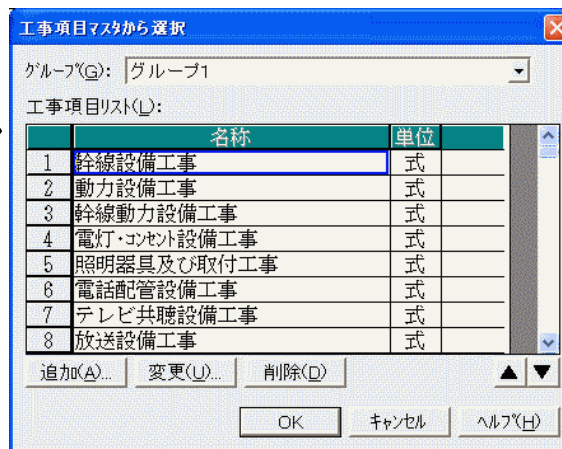 工事項目ﾏｽﾀから選択
ｸﾞﾙｰﾌﾟ(G): グループ1
工事項目ﾘｽﾄ(L):
名称 単位
1 幹線設備工事 式
2 動力設備工事 式
3 幹線動力設備工事 式
4 電灯･ｺﾝｾﾝﾄ設備工事 式
5 照明器具及び取付工事 式
6 電話配管設備工事 式
7 テレビ共聴設備工事 式
8 放送設備工事 式
追加(A)... 変更(U)... 削除(D) ▲ ▼
OK ｷｬﾝｾﾙ ﾍﾙﾌﾟ(H)